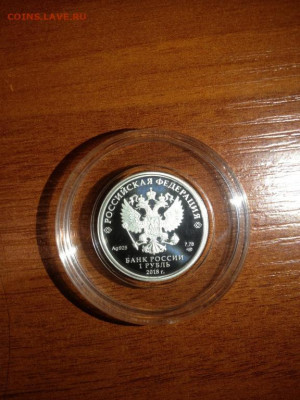 COINS.LAVE.RU
РОССИЙСКАЯ ФЕДЕРАЦИЯ
Ag925
7,78
БАНК РОССИИ
1 РУБЛЬ
2018 г.